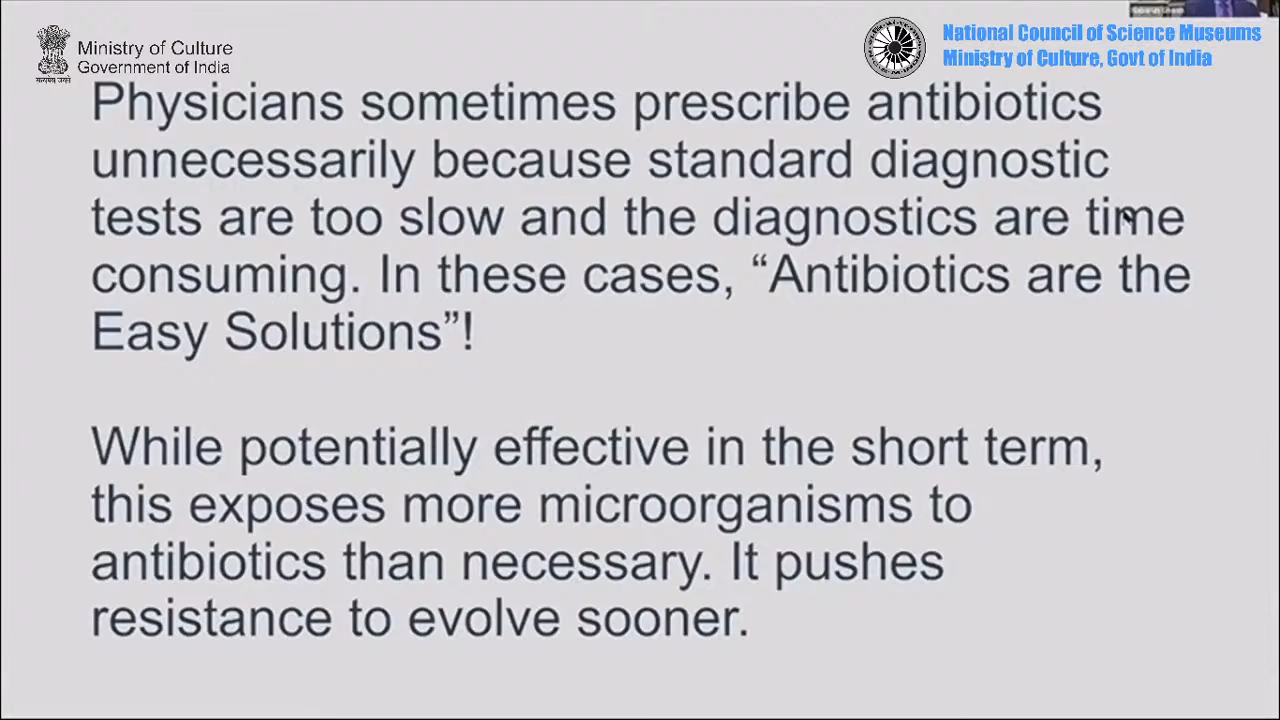 Ministry of Culture
Government of India
National Council of Science Museums
Ministry of Culture, Govt of India
Physicians sometimes prescribe antibiotics
unnecessarily because standard diagnostic
tests are too slow and the diagnostics are time
consuming. In these cases, “Antibiotics are the
Easy Solutions”!
While potentially effective in the short term,
this exposes more microorganisms to
antibiotics than necessary. It pushes
resistance to evolve sooner.